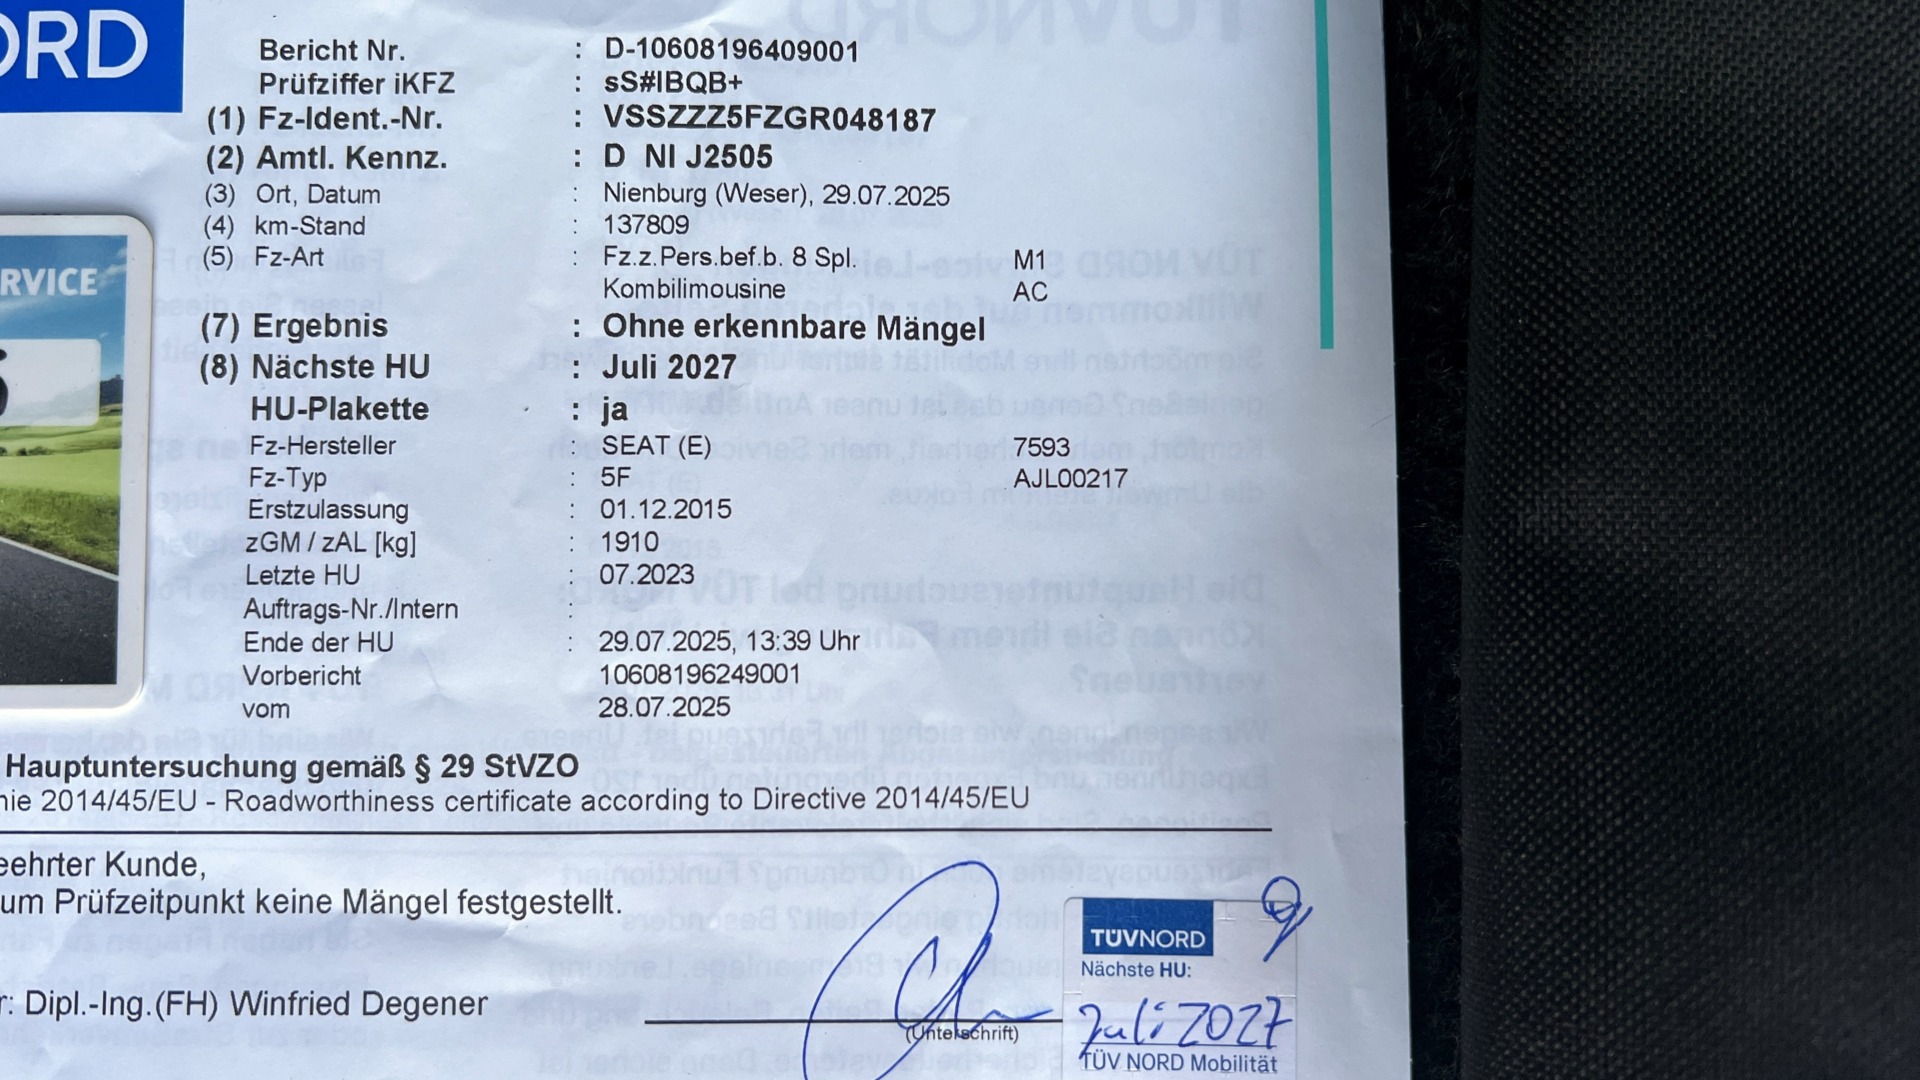 ORD
Bericht Nr. : D-10608196409001
Prüfziffer iKFZ : sS#IBQB+
(1) Fz-Ident.-Nr. : VSSZZZ5FZGR048187
(2) Amtl. Kennz. : D NI J2505
(3) Ort, Datum : Nienburg (Weser), 29.07.2025
(4) km-Stand : 137809
(5) Fz-Art : Fz.z.Pers.bef.b. 8 Spl. M1
Kombilimousine AC
RVICE
(7) Ergebnis : Ohne erkennbare Mängel
(8) Nächste HU : Juli 2027
HU-Plakette : ja
Fz-Hersteller : SEAT (E) 7593
Fz-Typ : 5F AJL00217
Erstzulassung : 01.12.2015
zGM / zAL [kg] : 1910
Letzte HU : 07.2023
Auftrags-Nr./Intern :
Ende der HU : 29.07.2025, 13:39 Uhr
Vorbericht 10608196249001
vom 28.07.2025
Hauptuntersuchung gemäß § 29 StVZO
nie 2014/45/EU - Roadworthiness certificate according to Directive 2014/45/EU
eehrter Kunde,
um Prüfzeitpunkt keine Mängel festgestellt.
r: Dipl.-Ing.(FH) Winfried Degener
(Unterschrift)
TÜVNORD
Nächste HU:
Juli 2027
TÜV NORD Mobilität